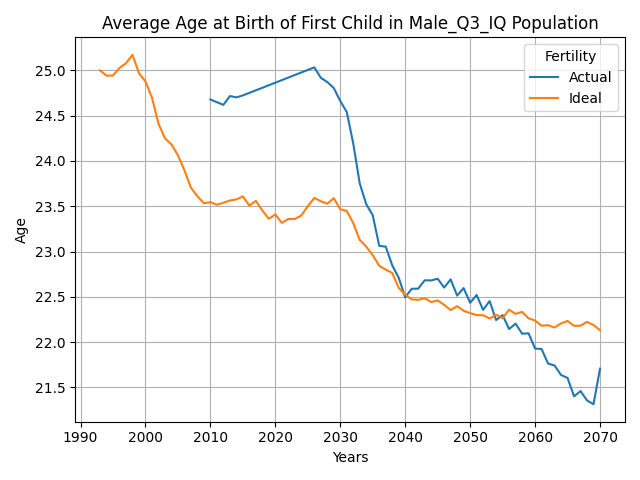 Average Age at Birth of First Child in Male_Q3_IQ Population
Fertility
Actual
Ideal
25.0
24.5
24.0
23.5
23.0
22.5
22.0
21.5
Age
1990 2000 2010 2020 2030 2040 2050 2060 2070
Years